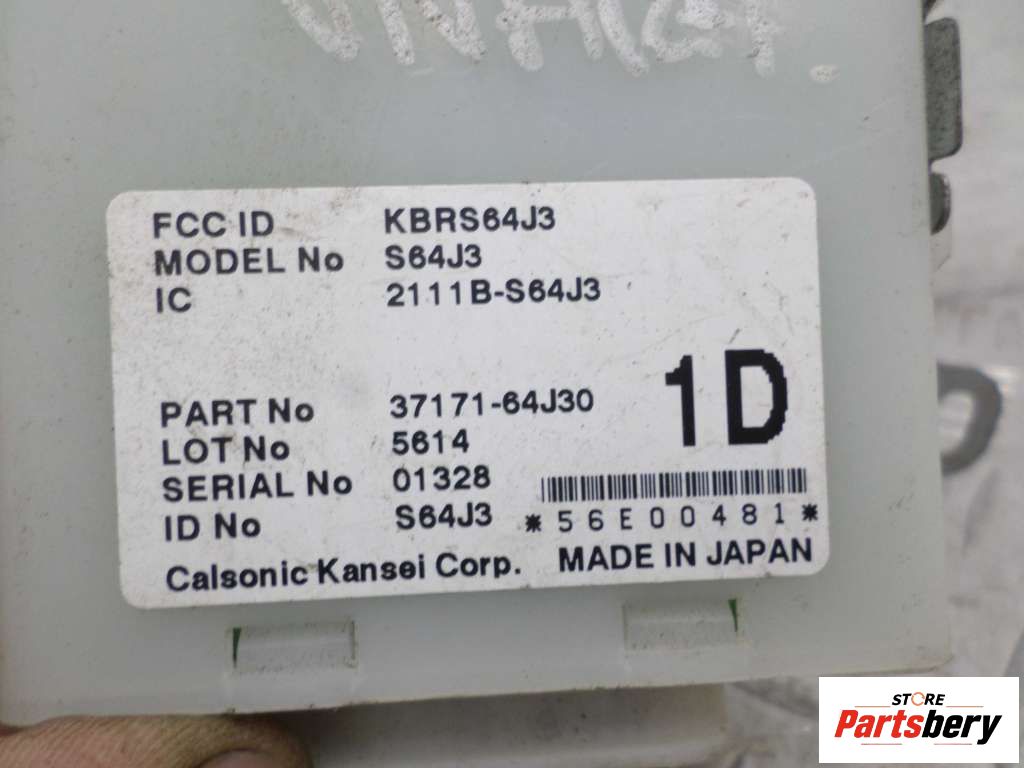 FCC ID KBRS64J3
MODEL No S64J3
IC 2111B-S64J3
1D
PART No 37171-64J30
LOT No 5614
SERIAL No 01328
ID No S64J3
*56E00481*
Calsonic Kansei Corp. MADE IN JAPAN
STORE
Partsbery